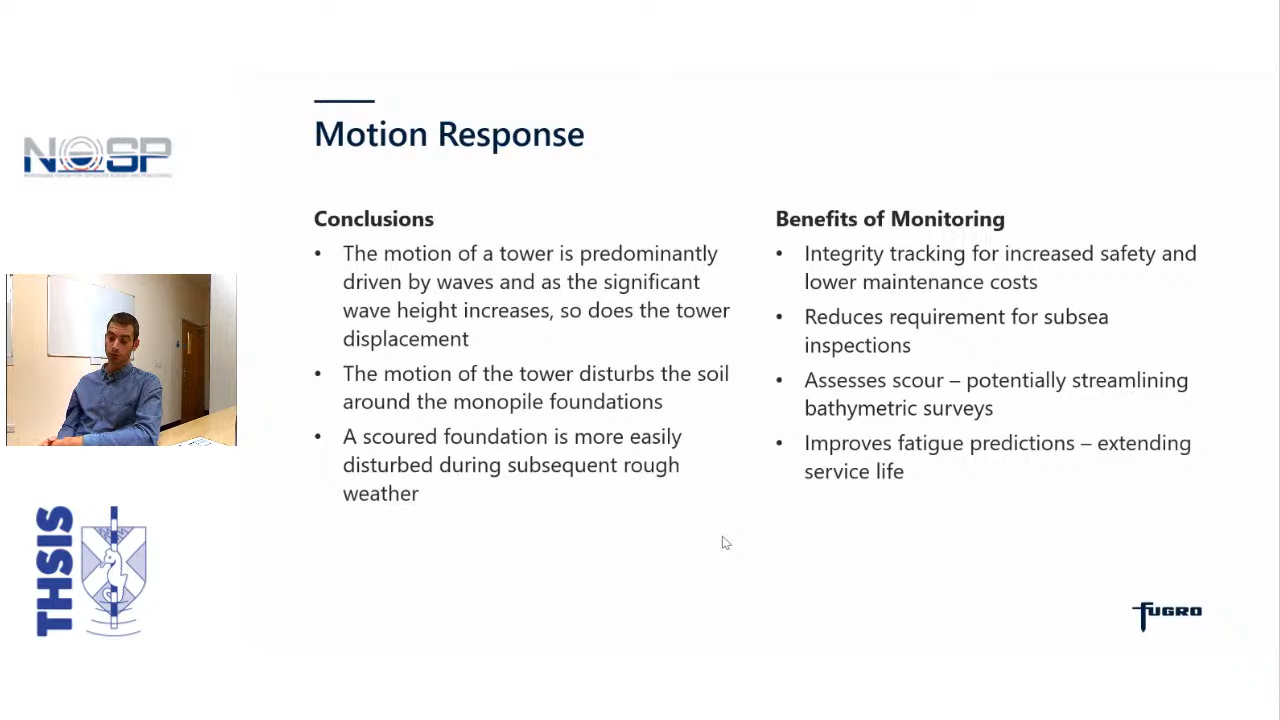 NOSP
THSIS
Motion Response
Conclusions
• The motion of a tower is predominantly
driven by waves and as the significant
wave height increases, so does the tower
displacement
• The motion of the tower disturbs the soil
around the monopile foundations
• A scoured foundation is more easily
disturbed during subsequent rough
weather
Benefits of Monitoring
• Integrity tracking for increased safety and
lower maintenance costs
• Reduces requirement for subsea
inspections
• Assesses scour – potentially streamlining
bathymetric surveys
• Improves fatigue predictions – extending
service life
FUGRO